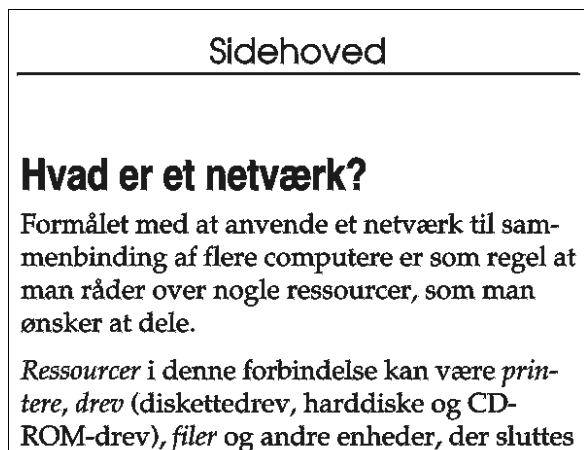 Sidehoved
Hvad er et netværk?
Formålet med at anvende et netværk til sam-
menbinding af flere computere er som regel at
man råder over nogle ressourcer, som man
ønsker at dele.
Ressourcer i denne forbindelse kan være prin-
tere, drev (diskettedrev, harddiske og CD-
ROM-drev), filer og andre enheder, der sluttes